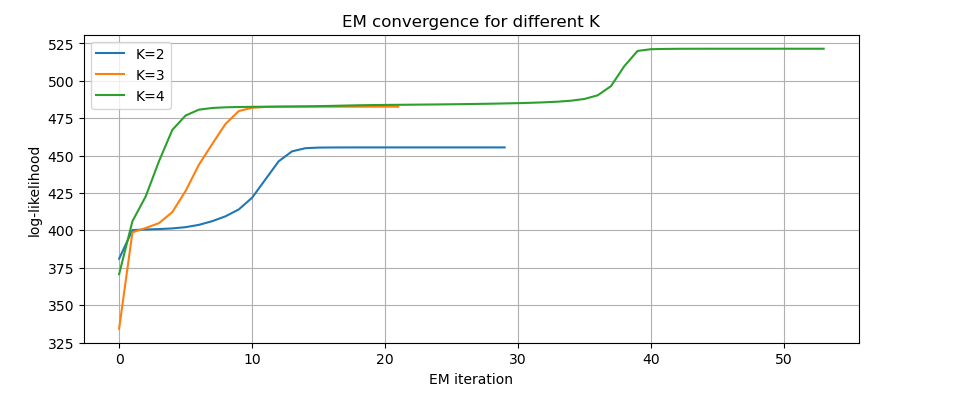 EM convergence for different K
K=2
K=3
K=4
log-likelihood
525
500
475
450
425
400
375
350
325
0 10 20 30 40 50
EM iteration